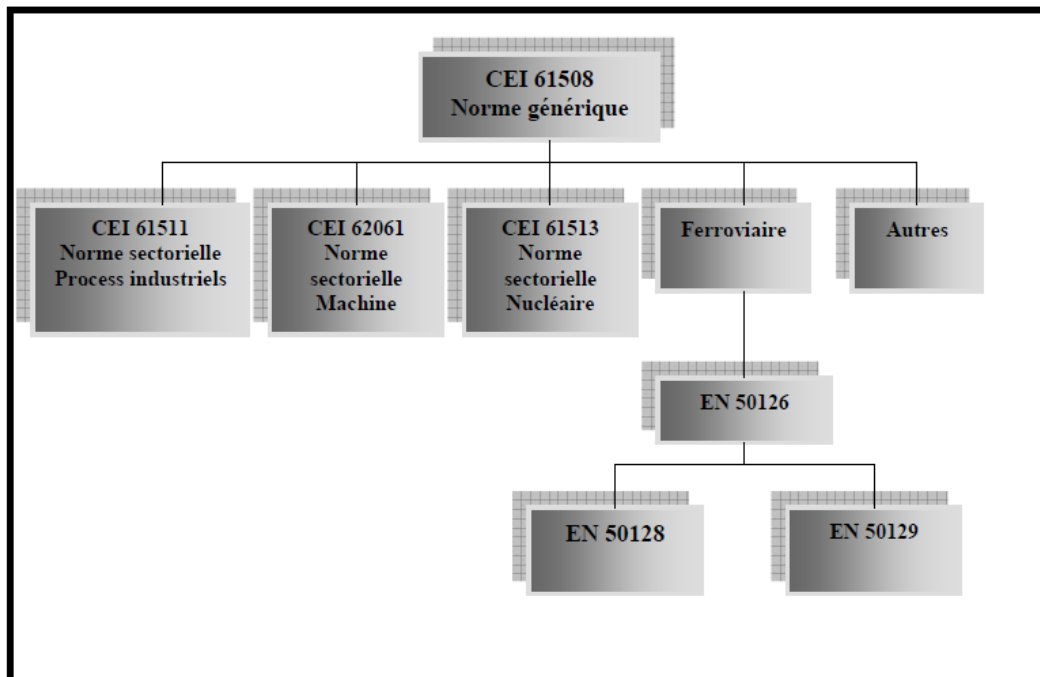 CEI 61508
Norme générique
CEI 61511
Norme sectorielle
Process industriels
CEI 62061
Norme
sectorielle
Machine
CEI 61513
Norme
sectorielle
Nucléaire
Ferroviaire
Autres
EN 50126
EN 50128
EN 50129